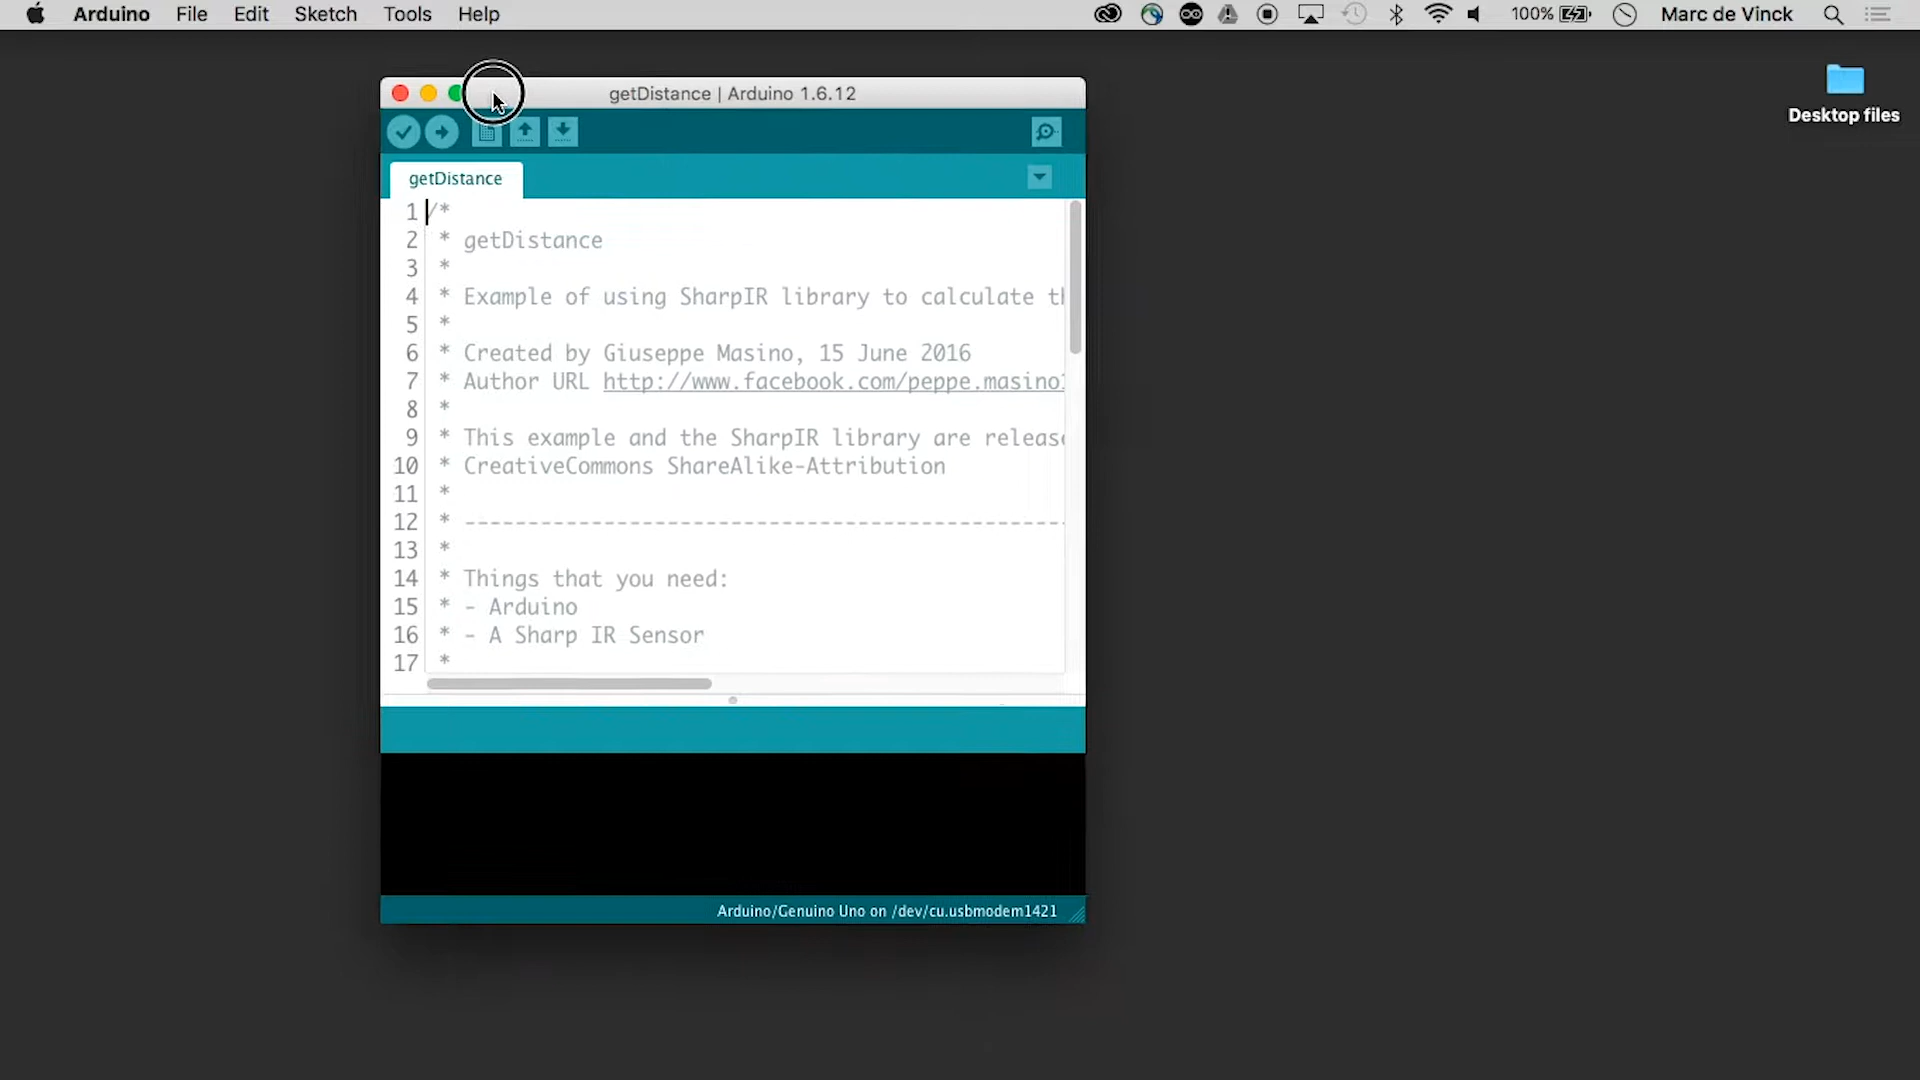 Arduino File Edit Sketch Tools Help 100% Marc de Vinck
Desktop files
getDistance | Arduino 1.6.12
getDistance
1 /*
2 * getDistance
3 *
4 * Example of using SharpIR library to calculate th
5 *
6 * Created by Giuseppe Masino, 15 June 2016
7 * Author URL http://www.facebook.com/peppe.masino
8 *
9 * This example and the SharpIR library are release
10 * CreativeCommons ShareAlike-Attribution
11 *
12 * -----------------------------------------------
13 *
14 * Things that you need:
15 * - Arduino
16 * - A Sharp IR Sensor
17 *
Arduino/Genuino Uno on /dev/cu.usbmodem1421